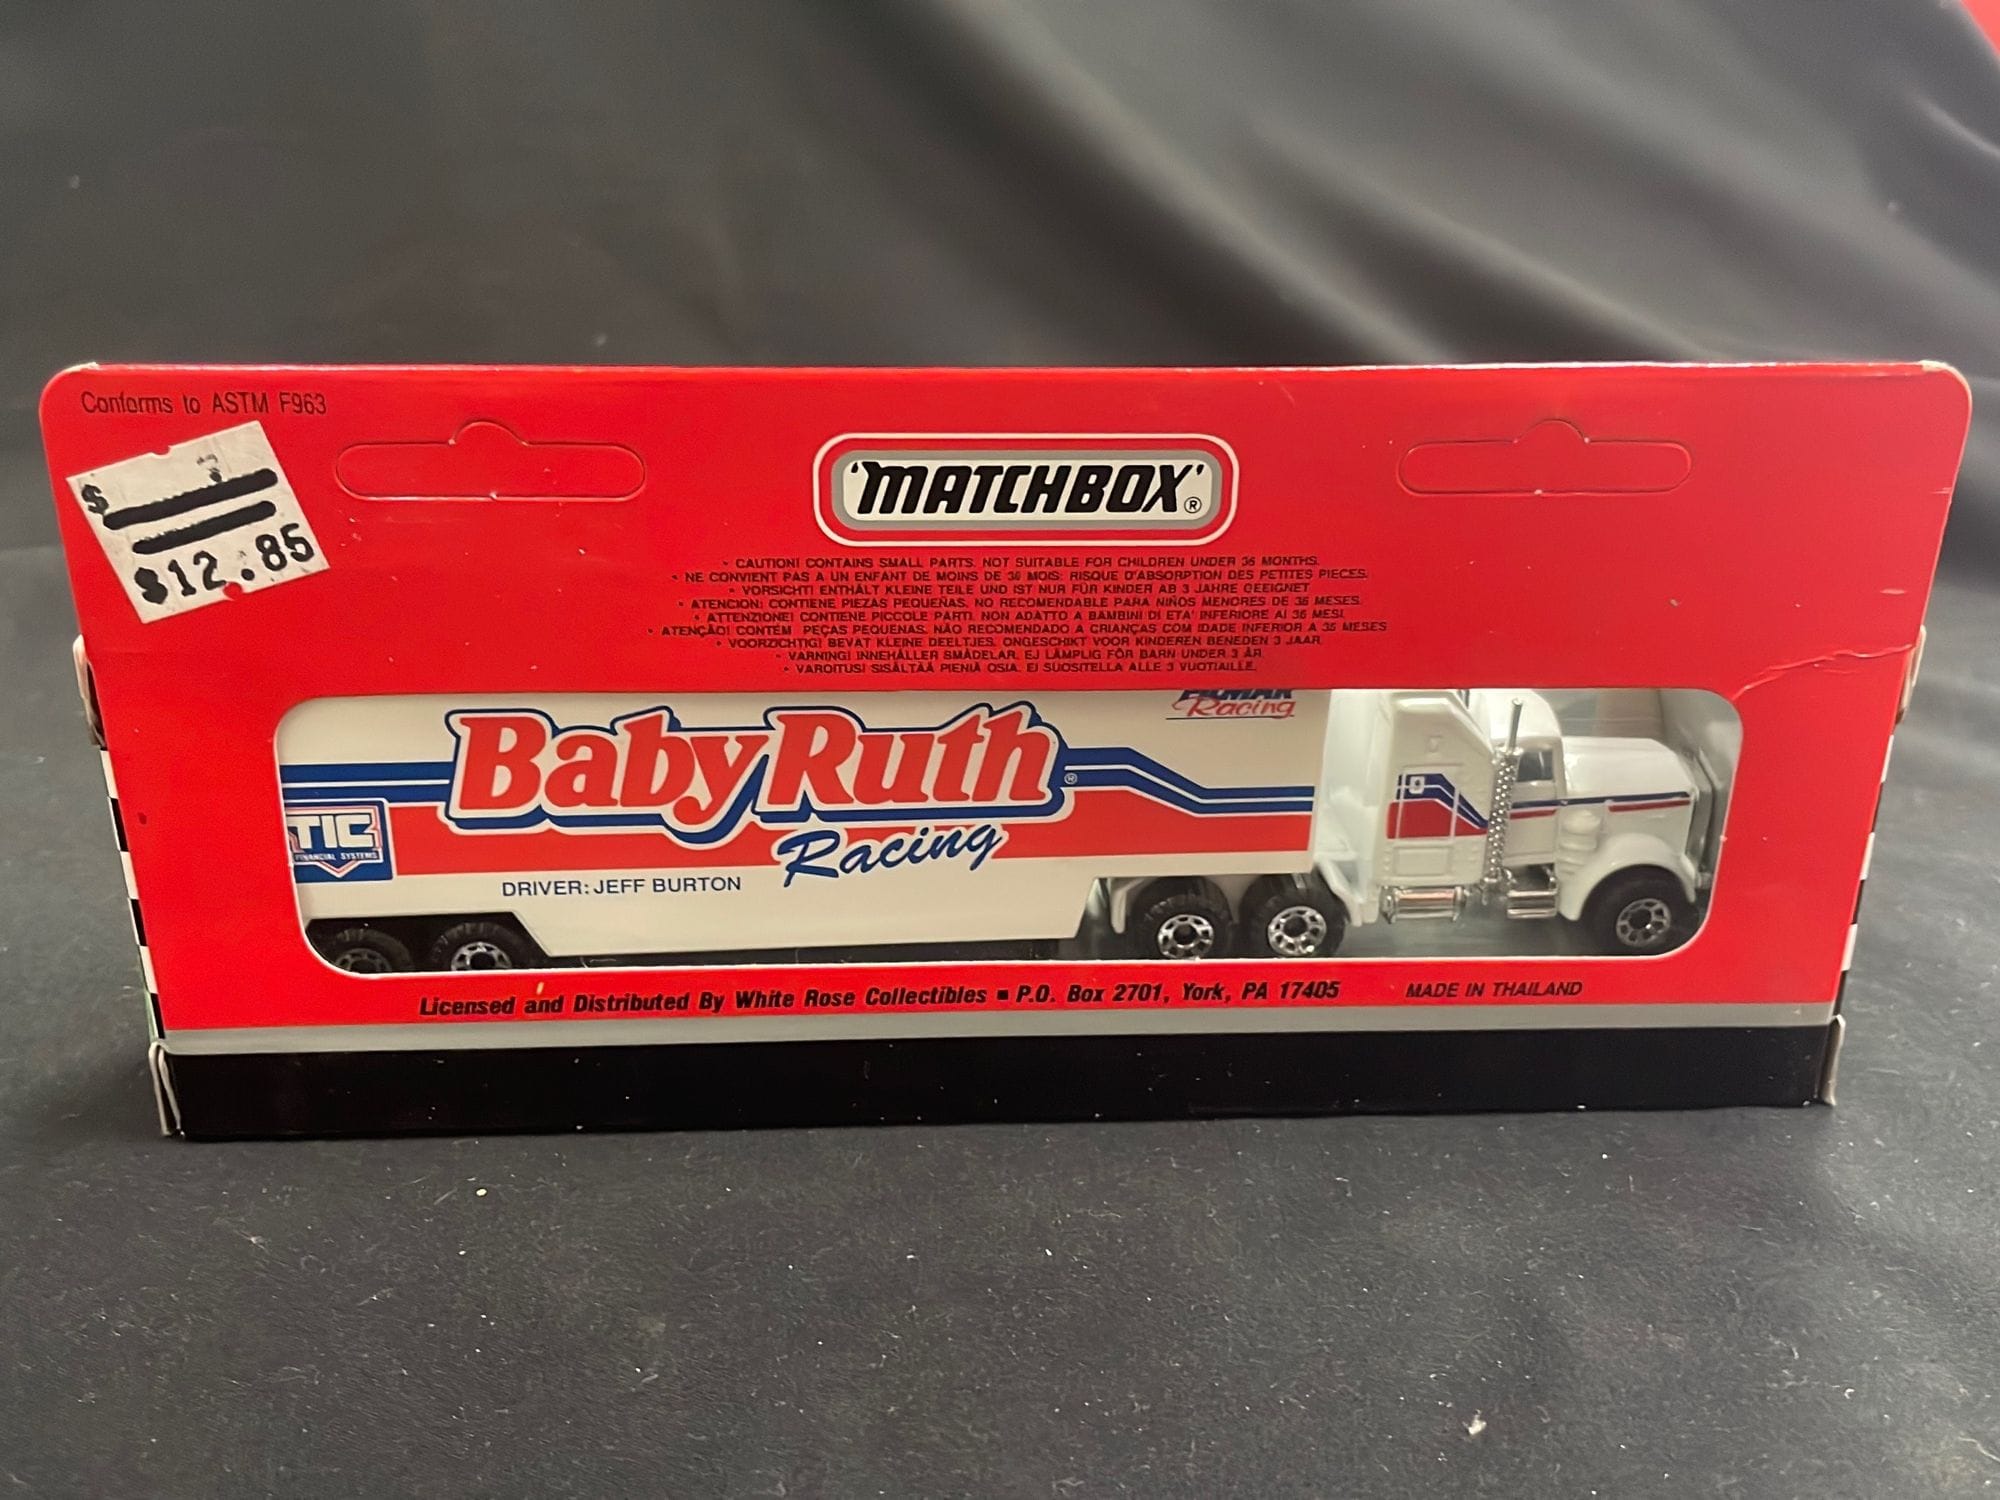 Conforms to ASTM F963
$
$12.85
'MATCHBOX'®
• CAUTION! CONTAINS SMALL PARTS. NOT SUITABLE FOR CHILDREN UNDER 36 MONTHS.
• NE CONVIENT PAS A UN ENFANT DE MOINS DE 36 MOIS: RISQUE D'ABSORPTION DES PETITES PIECES.
• VORSICHT! ENTHÄLT KLEINE TEILE UND IST NUR FÜR KINDER AB 3 JAHRE GEEIGNET
• ATENCION: CONTIENE PIEZAS PEQUEÑAS. NO RECOMENDABLE PARA NIÑOS MENORES DE 36 MESES.
• ATTENZIONE! CONTIENE PICCOLE PARTI. NON ADATTO A BAMBINI DI ETA' INFERIORE AI 36 MESI.
• ATENÇÃO! CONTÉM PEÇAS PEQUENAS. NÃO RECOMENDADO A CRIANÇAS COM IDADE INFERIOR A 36 MESES
• VOORZICHTIG! BEVAT KLEINE DEELTJES. ONGESCHIKT VOOR KINDEREN BENEDEN 3 JAAR.
• VARNING! INNEHÅLLER SMÅDELAR. EJ LÄMPLIG FÖR BARN UNDER 3 ÅR.
• VAROITUS! SISÄLTÄÄ PIENIÄ OSIA. EI SUOSITELLA ALLE 3 VUOTIAILLE.
Racing
Baby Ruth®
Racing
TIC
FINANCIAL SYSTEMS
DRIVER: JEFF BURTON
Licensed and Distributed By White Rose Collectibles ■ P.O. Box 2701, York, PA 17405
MADE IN THAILAND